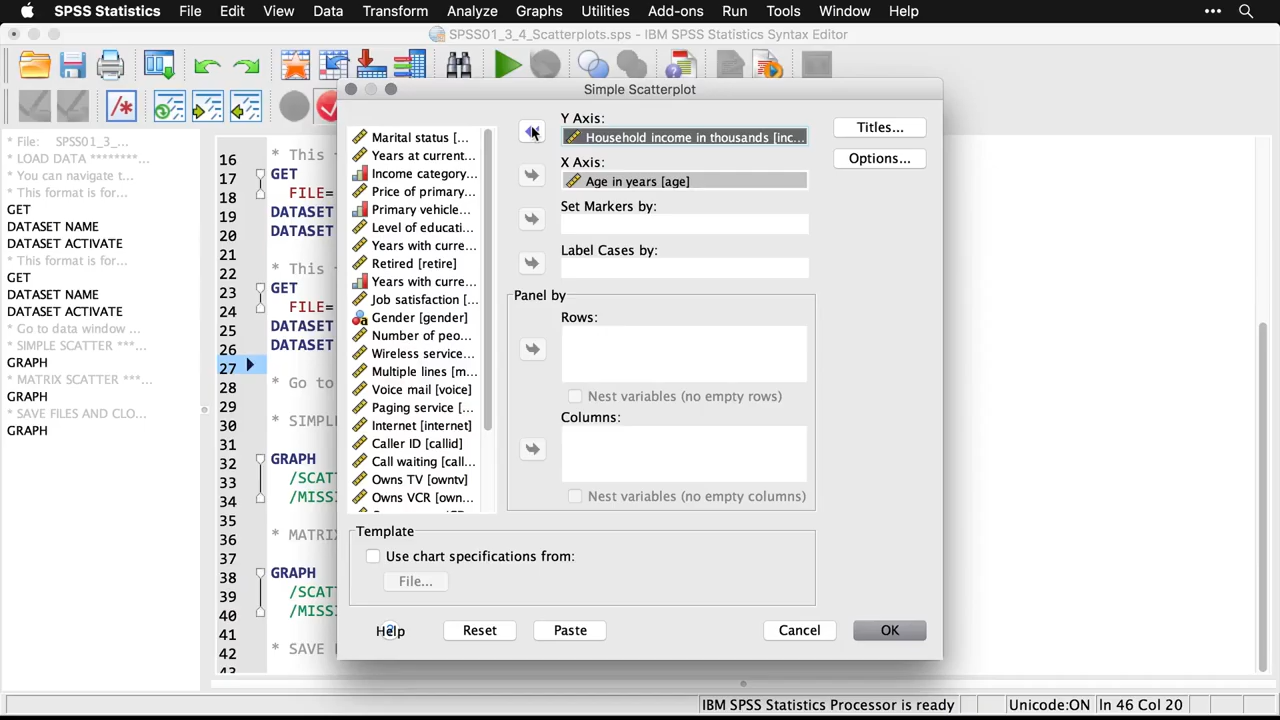 SPSS Statistics File Edit View Data Transform Analyze Graphs Utilities Add-ons Run Tools Window Help
SPSS01_3_4_Scatterplots.sps - IBM SPSS Statistics Syntax Editor
* File: SPSS01_3_...
* LOAD DATA ********...
* You can navigate t...
* This format is for...
GET
DATASET NAME
DATASET ACTIVATE
* This format is for...
GET
DATASET NAME
DATASET ACTIVATE
* Go to data window ...
* SIMPLE SCATTER ***...
GRAPH
* MATRIX SCATTER ***...
GRAPH
* SAVE FILES AND CLO...
GRAPH
16 * This
17 GET
18 FILE=
19 DATASET
20 DATASET
21
22 * This
23 GET
24 FILE=
25 DATASET
26 DATASET
27
28 * Go to
29
30 * SIMPL
31
32 GRAPH
33 /SCAT
34 /MISS
35
36 * MATRI
37
38 GRAPH
39 /SCAT
40 /MISS
41
42 * SAVE
43
Simple Scatterplot
Marital status [...
Years at current...
Income category...
Price of primary...
Primary vehicle...
Level of educati...
Years with curre...
Retired [retire]
Years with curre...
Job satisfaction [...
Gender [gender]
Number of peo...
Wireless service...
Multiple lines [m...
Voice mail [voice]
Paging service [...
Internet [internet]
Caller ID [callid]
Call waiting [call...
Owns TV [owntv]
Owns VCR [own...
Y Axis:
Household income in thousands [inc...
X Axis:
Age in years [age]
Set Markers by:
Label Cases by:
Panel by
Rows:
Nest variables (no empty rows)
Columns:
Nest variables (no empty columns)
Titles...
Options...
Template
Use chart specifications from:
File...
Help Reset Paste Cancel OK
IBM SPSS Statistics Processor is ready Unicode:ON In 46 Col 20